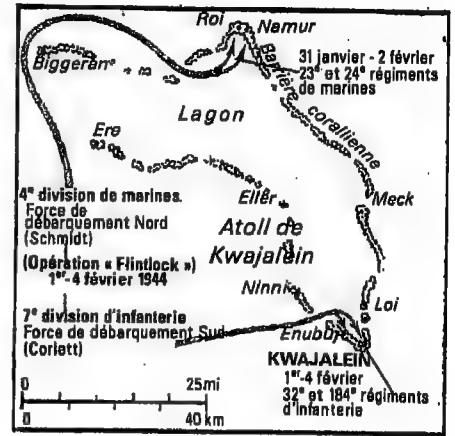 Roi
Namur
31 janvier - 2 février
23e et 24e régiments
de marines
Biggeran
Barrière corallienne
Lagon
Ere
Meck
4e division de marines.
Force de
débarquement Nord
(Schmidt)
Ellér
Atoll de
Kwajalein
(Opération « Flintlock »)
1er-4 février 1944
Ninni
Loi
7e division d'infanterie
Force de débarquement Sud
(Corlett)
Enubuj
KWAJALEIN
1er-4 février
32e et 184e régiments
d'infanterie
0 25mi
0 40 km